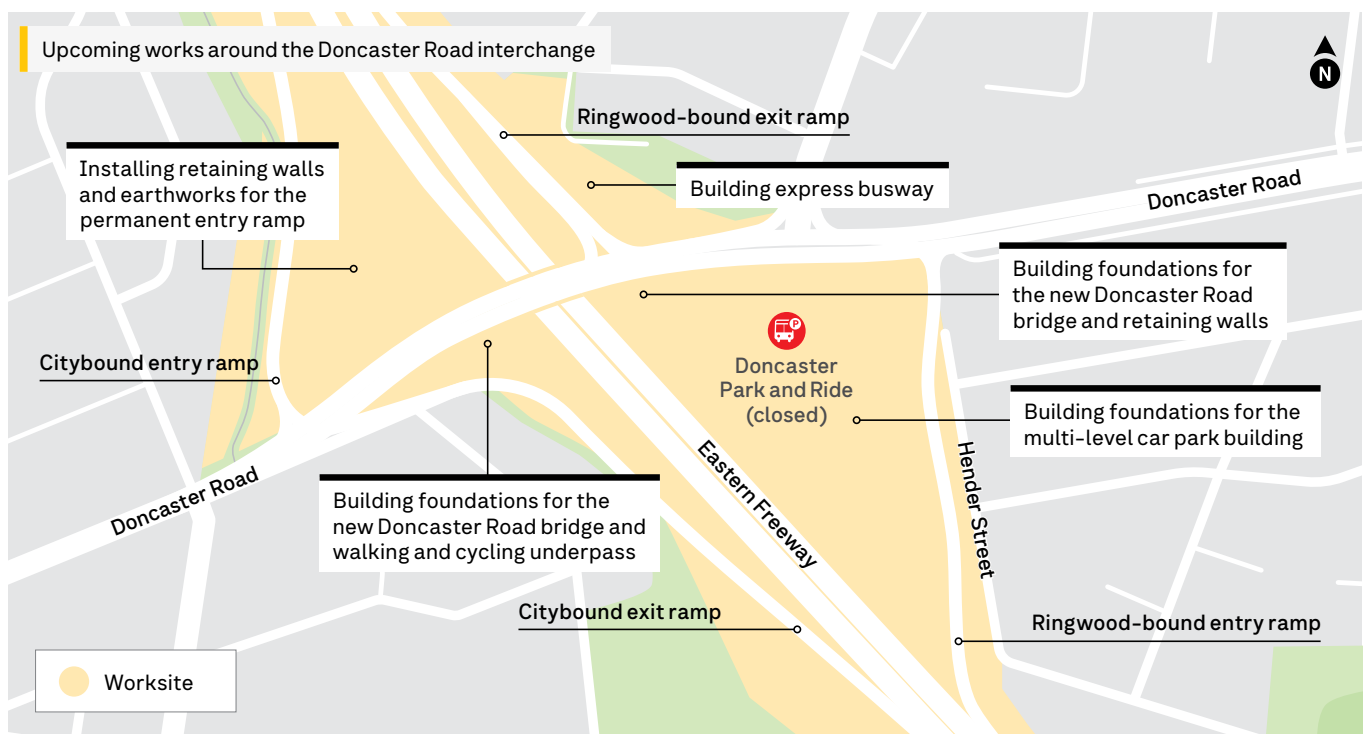 Upcoming works around the Doncaster Road interchange
N
Ringwood-bound exit ramp
Installing retaining walls
and earthworks for the
permanent entry ramp
Building express busway
Doncaster Road
Building foundations for
the new Doncaster Road
bridge and retaining walls
P
Doncaster
Park and Ride
(closed)
Citybound entry ramp
Building foundations for the
multi-level car park building
Eastern Freeway
Hender Street
Doncaster Road
Building foundations for the
new Doncaster Road bridge and
walking and cycling underpass
Citybound exit ramp
Ringwood-bound entry ramp
Worksite